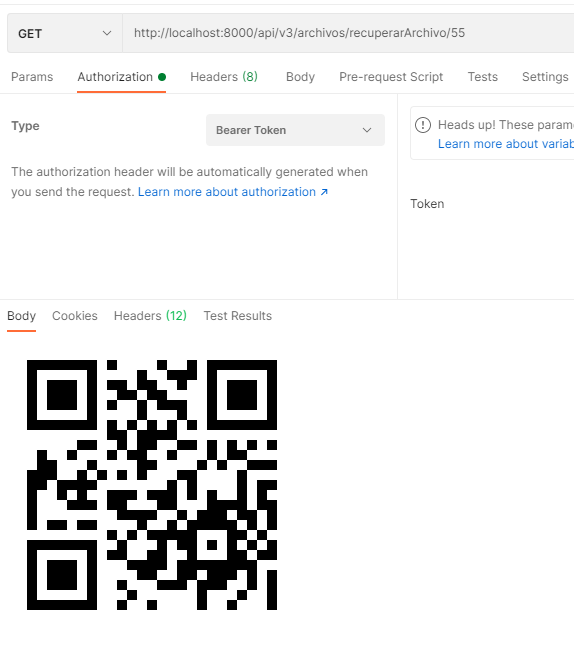 GET http://localhost:8000/api/v3/archivos/recuperarArchivo/55
Params Authorization Headers (8) Body Pre-request Script Tests Settings
Type Bearer Token
The authorization header will be automatically generated when
you send the request. Learn more about authorization ↗
Heads up! These parame
Learn more about variab
Token
Body Cookies Headers (12) Test Results